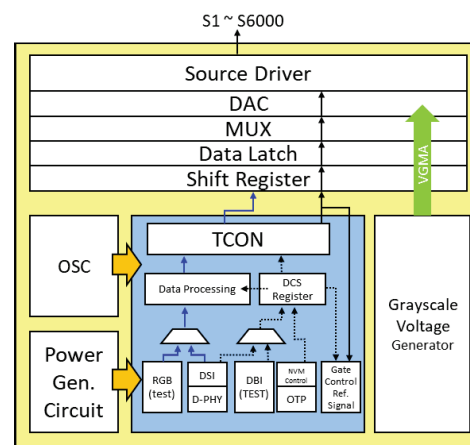 S1 ~ S6000
Source Driver
DAC
MUX
Data Latch
Shift Register
VGMA
OSC
TCON
Data Processing
DCS
Register
Grayscale
Voltage
Generator
Power
Gen.
Circuit
RGB
(test)
DSI
D-PHY
DBI
(TEST)
NVM
Control
OTP
Gate
Control
Ref.
Signal